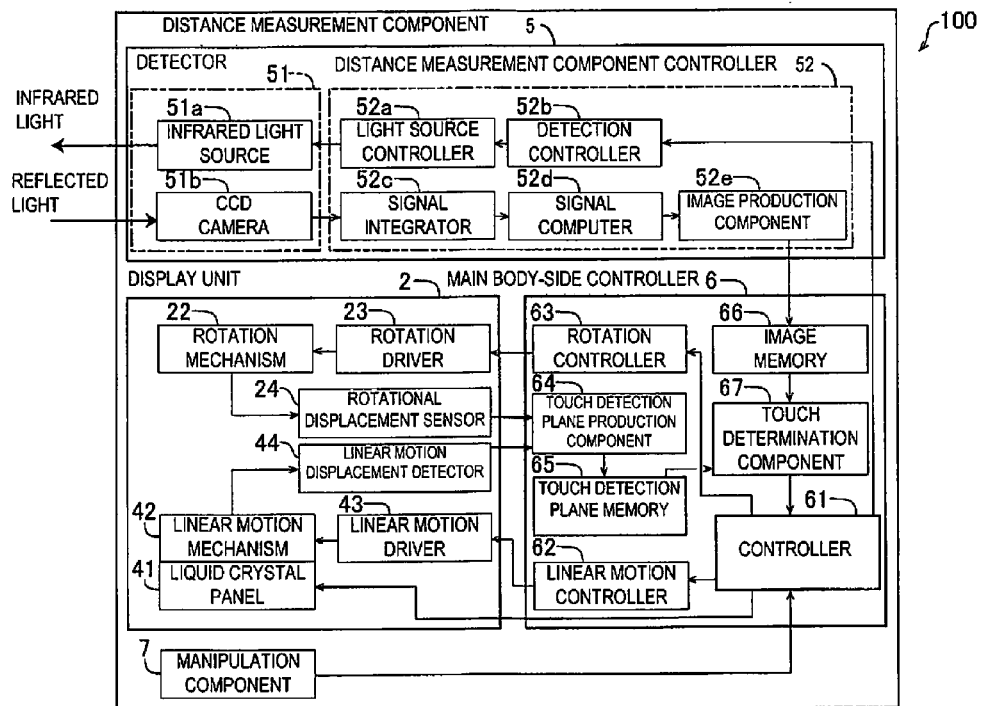 DISTANCE MEASUREMENT COMPONENT
5
100
DETECTOR
51
DISTANCE MEASUREMENT COMPONENT CONTROLLER
52
INFRARED
LIGHT
51a
INFRARED LIGHT
SOURCE
52a
LIGHT SOURCE
CONTROLLER
52b
DETECTION
CONTROLLER
REFLECTED
LIGHT
51b
CCD
CAMERA
52c
SIGNAL
INTEGRATOR
52d
SIGNAL
COMPUTER
52e
IMAGE PRODUCTION
COMPONENT
DISPLAY UNIT
2
MAIN BODY-SIDE CONTROLLER
6
22
ROTATION
MECHANISM
23
ROTATION
DRIVER
63
ROTATION
CONTROLLER
66
IMAGE
MEMORY
24
ROTATIONAL
DISPLACEMENT SENSOR
64
TOUCH DETECTION
PLANE PRODUCTION
COMPONENT
67
TOUCH
DETERMINATION
COMPONENT
44
LINEAR MOTION
DISPLACEMENT DETECTOR
65
TOUCH DETECTION
PLANE MEMORY
42
LINEAR MOTION
MECHANISM
43
LINEAR MOTION
DRIVER
61
CONTROLLER
41
LIQUID CRYSTAL
PANEL
62
LINEAR MOTION
CONTROLLER
7
MANIPULATION
COMPONENT